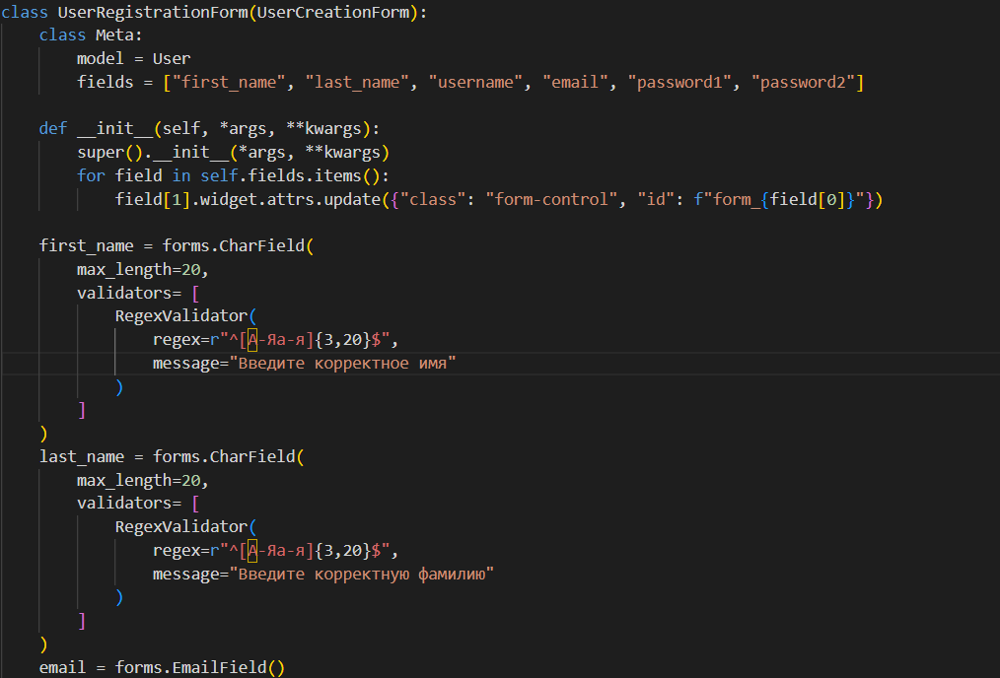 class UserRegistrationForm(UserCreationForm):
    class Meta:
        model = User
        fields = ["first_name", "last_name", "username", "email", "password1", "password2"]

    def __init__(self, *args, **kwargs):
        super().__init__(*args, **kwargs)
        for field in self.fields.items():
            field[1].widget.attrs.update({"class": "form-control", "id": f"form_{field[0]}"})

    first_name = forms.CharField(
        max_length=20,
        validators= [
            RegexValidator(
                regex=r"^[А-Яа-я]{3,20}$",
                message="Введите корректное имя"
            )
        ]
    )
    last_name = forms.CharField(
        max_length=20,
        validators= [
            RegexValidator(
                regex=r"^[А-Яа-я]{3,20}$",
                message="Введите корректную фамилию"
            )
        ]
    )
    email = forms.EmailField()